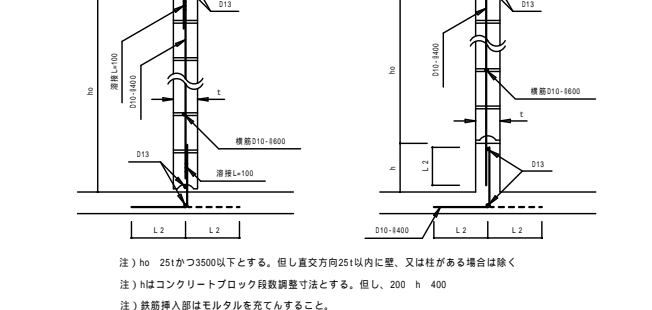 D13
D13
溶接L=100
D10-@400
D10-@400
ho
ho
t
横筋D10-@600
t
横筋D10-@600
D13
溶接L=100
h
L2
D13
L2
L2
D10-@400
L2
L2
注）ho 25tかつ3500以下とする。但し直交方向25t以内に壁、又は柱がある場合は除く
注）hはコンクリートブロック段数調整寸法とする。但し、200 h 400
注）鉄筋挿入部はモルタルを充てんすること。